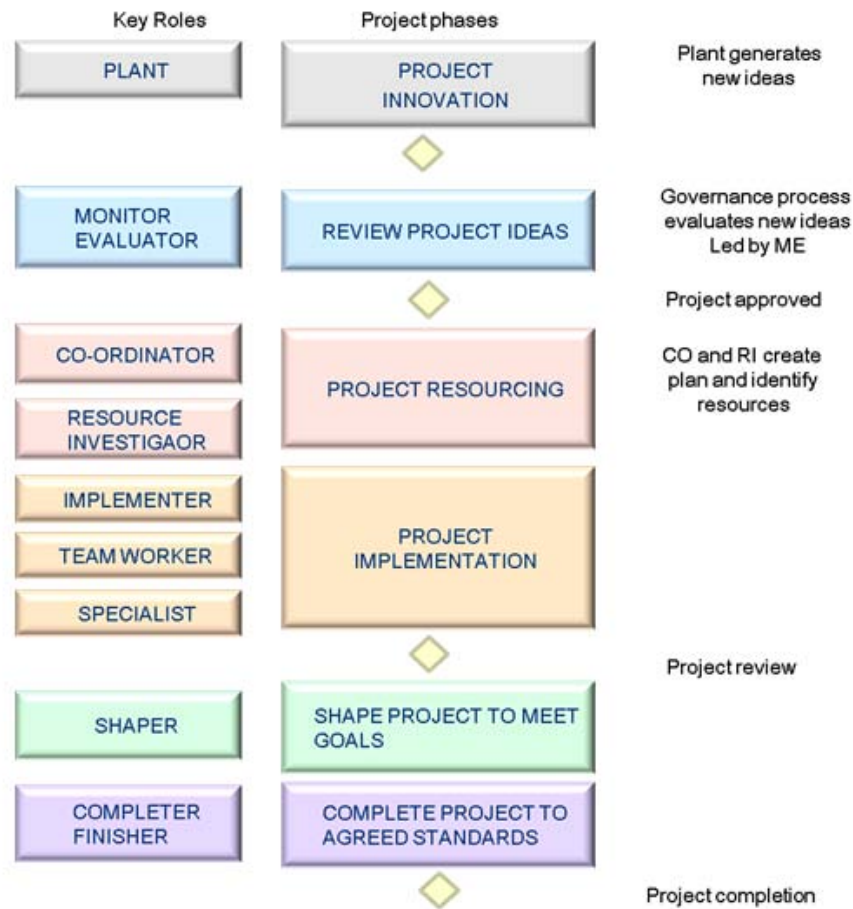 Key Roles
Project phases
PLANT
PROJECT
INNOVATION
Plant generates
new ideas
MONITOR
EVALUATOR
REVIEW PROJECT IDEAS
Governance process
evaluates new ideas
Led by ME
Project approved
CO-ORDINATOR
RESOURCE
INVESTIGAOR
PROJECT RESOURCING
CO and RI create
plan and identify
resources
IMPLEMENTER
TEAM WORKER
SPECIALIST
PROJECT
IMPLEMENTATION
Project review
SHAPER
SHAPE PROJECT TO MEET
GOALS
COMPLETER
FINISHER
COMPLETE PROJECT TO
AGREED STANDARDS
Project completion